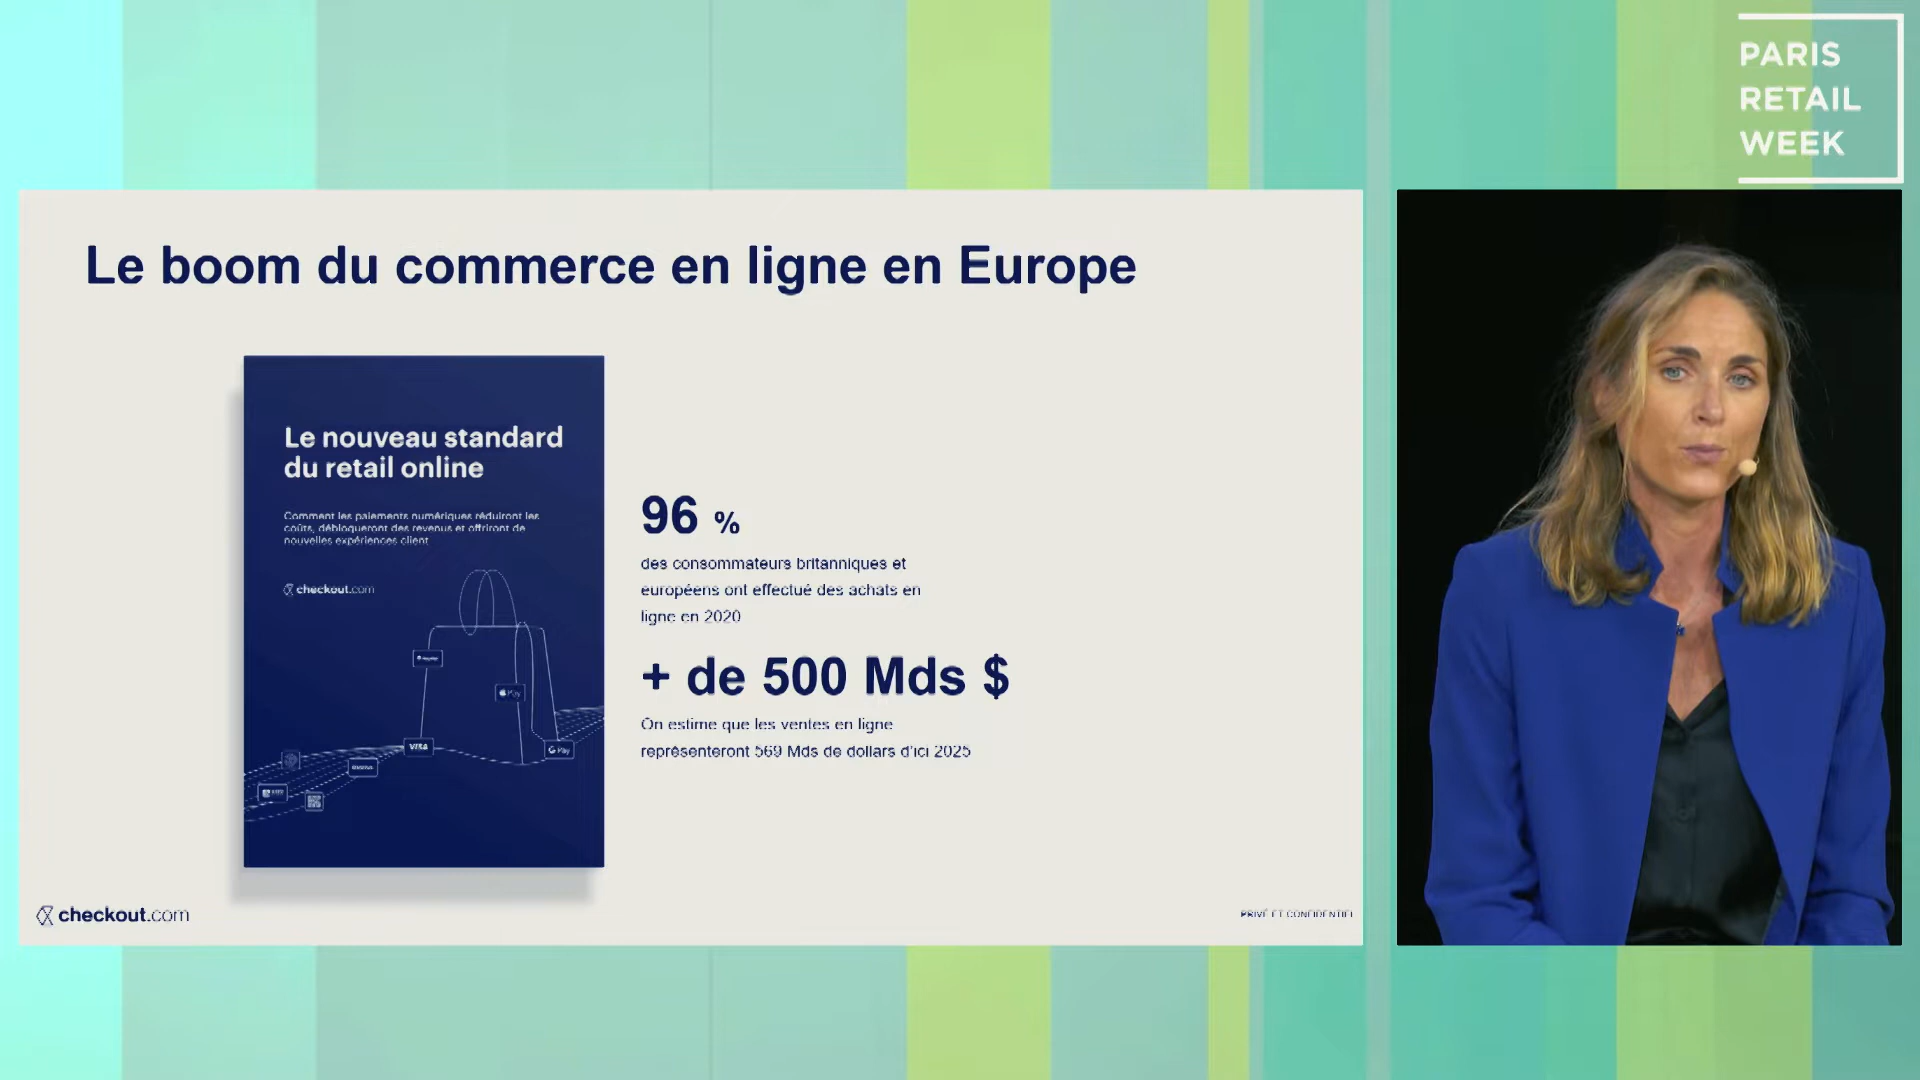 PARIS
RETAIL
WEEK
Le boom du commerce en ligne en Europe
Le nouveau standard
du retail online
Comment les paiements numériques réduiront les
coûts, débloqueront des revenus et offriront de
nouvelles expériences client
checkout.com
Pay
VISA
G Pay
96 %
des consommateurs britanniques et
européens ont effectué des achats en
ligne en 2020
+ de 500 Mds $
On estime que les ventes en ligne
représenteront 569 Mds de dollars d'ici 2025
checkout.com
PRIVÉ ET CONFIDENTIEL